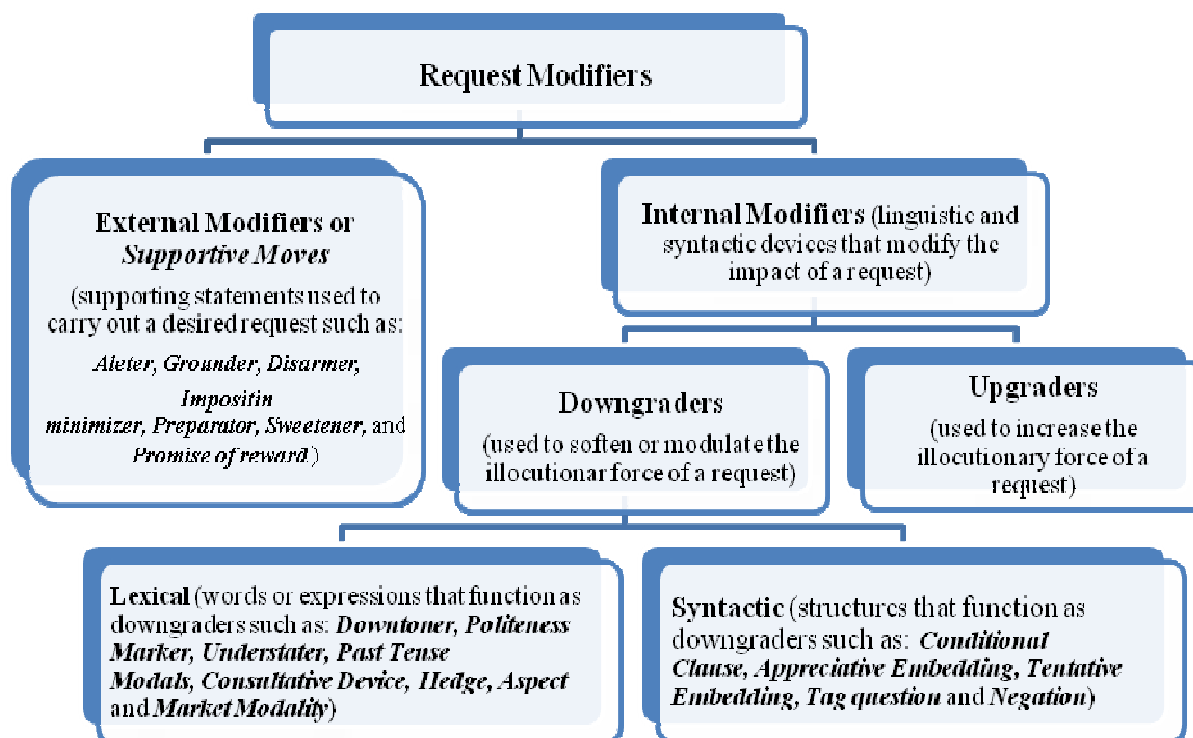 Request Modifiers
External Modifiers or
Supportive Moves
(supporting statements used to
carry out a desired request such as:
Aleter, Grounder, Disarmer,
Impositin
minimizer, Preparator, Sweetener, and
Promise of reward)
Internal Modifiers (linguistic and
syntactic devices that modify the
impact of a request)
Downgraders
(used to soften or modulate the
illocutionar force of a request)
Upgraders
(used to increase the
illocutionary force of a
request)
Lexical (words or expressions that function as
downgraders such as: Downtoner, Politeness
Marker, Understater, Past Tense
Modals, Consultative Device, Hedge, Aspect
and Market Modality)
Syntactic (structures that function as
downgraders such as: Conditional
Clause, Appreciative Embedding, Tentative
Embedding, Tag question and Negation)